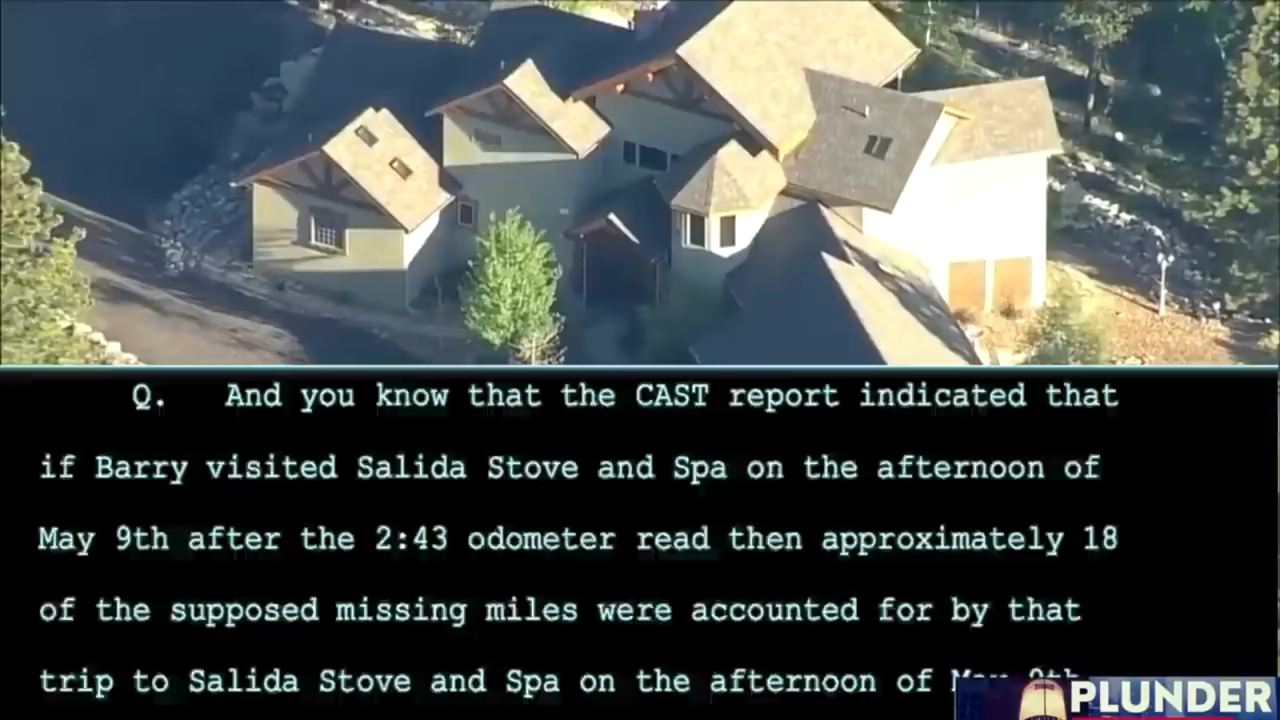 Q. And you know that the CAST report indicated that
if Barry visited Salida Stove and Spa on the afternoon of
May 9th after the 2:43 odometer read then approximately 18
of the supposed missing miles were accounted for by that
trip to Salida Stove and Spa on the afternoon of May 9th
PLUNDER